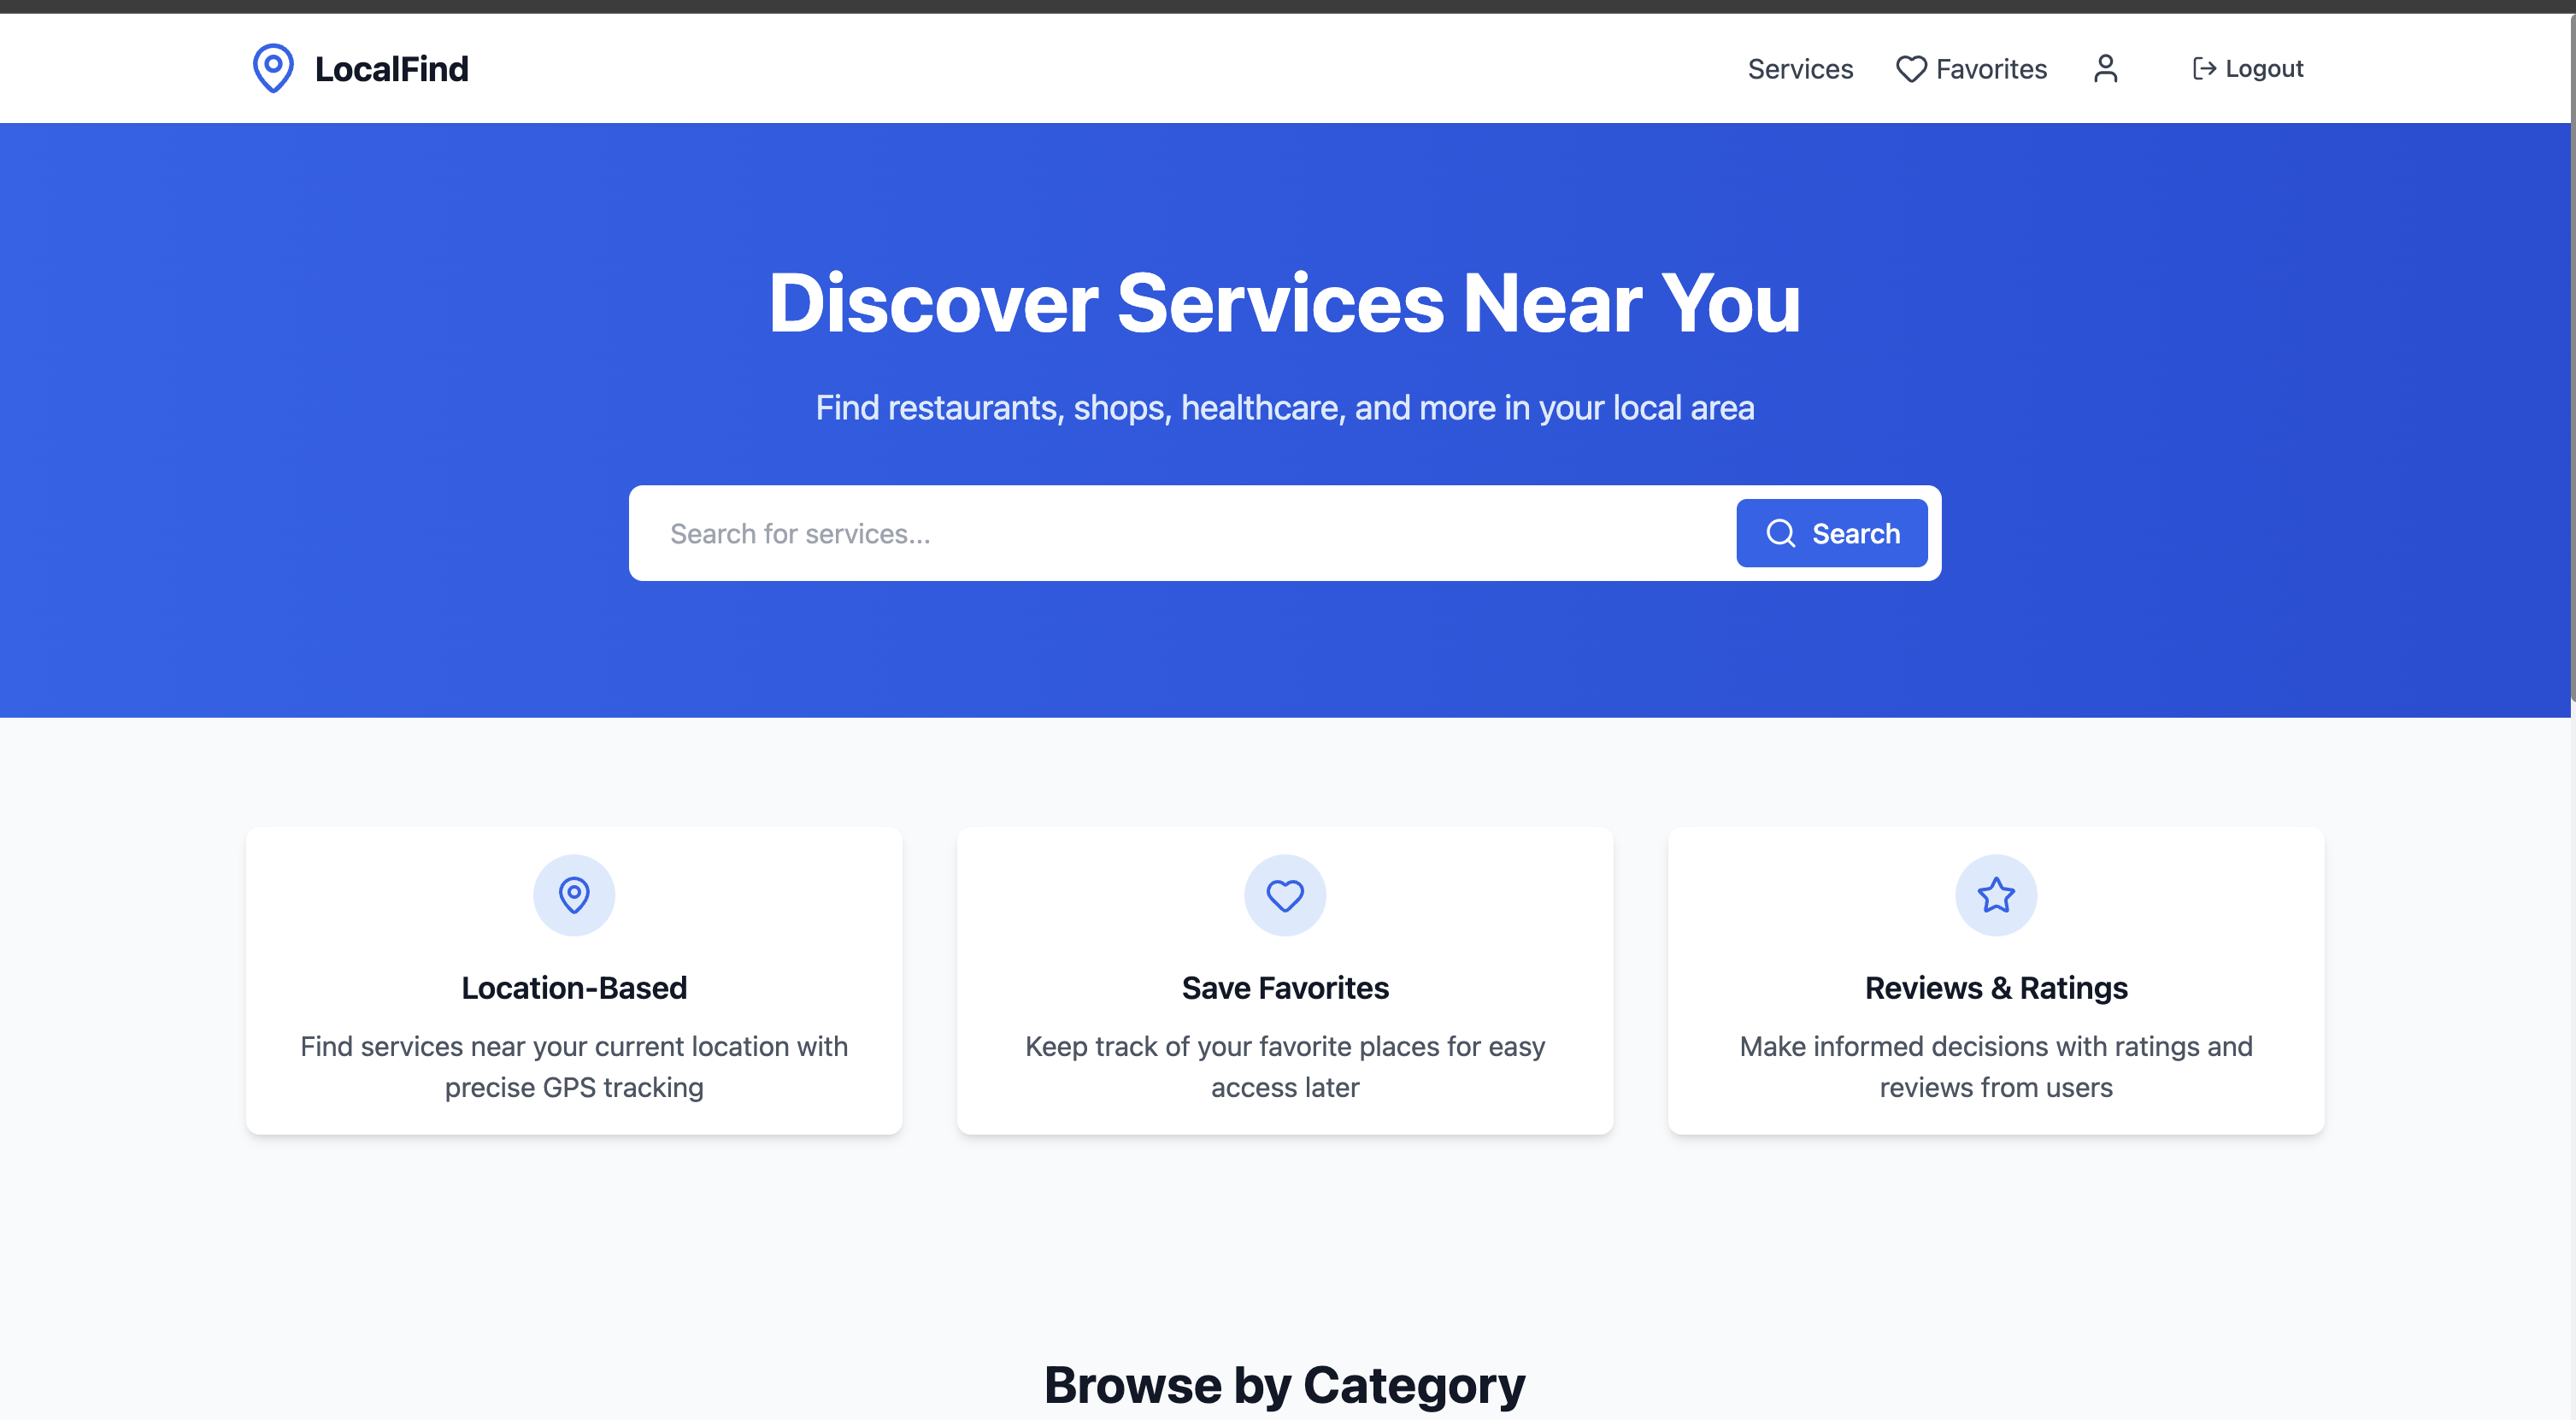 LocalFind
Services
Favorites
Logout
Discover Services Near You
Find restaurants, shops, healthcare, and more in your local area
Search for services...
Search
Location-Based
Find services near your current location with
precise GPS tracking
Save Favorites
Keep track of your favorite places for easy
access later
Reviews & Ratings
Make informed decisions with ratings and
reviews from users
Browse by Category